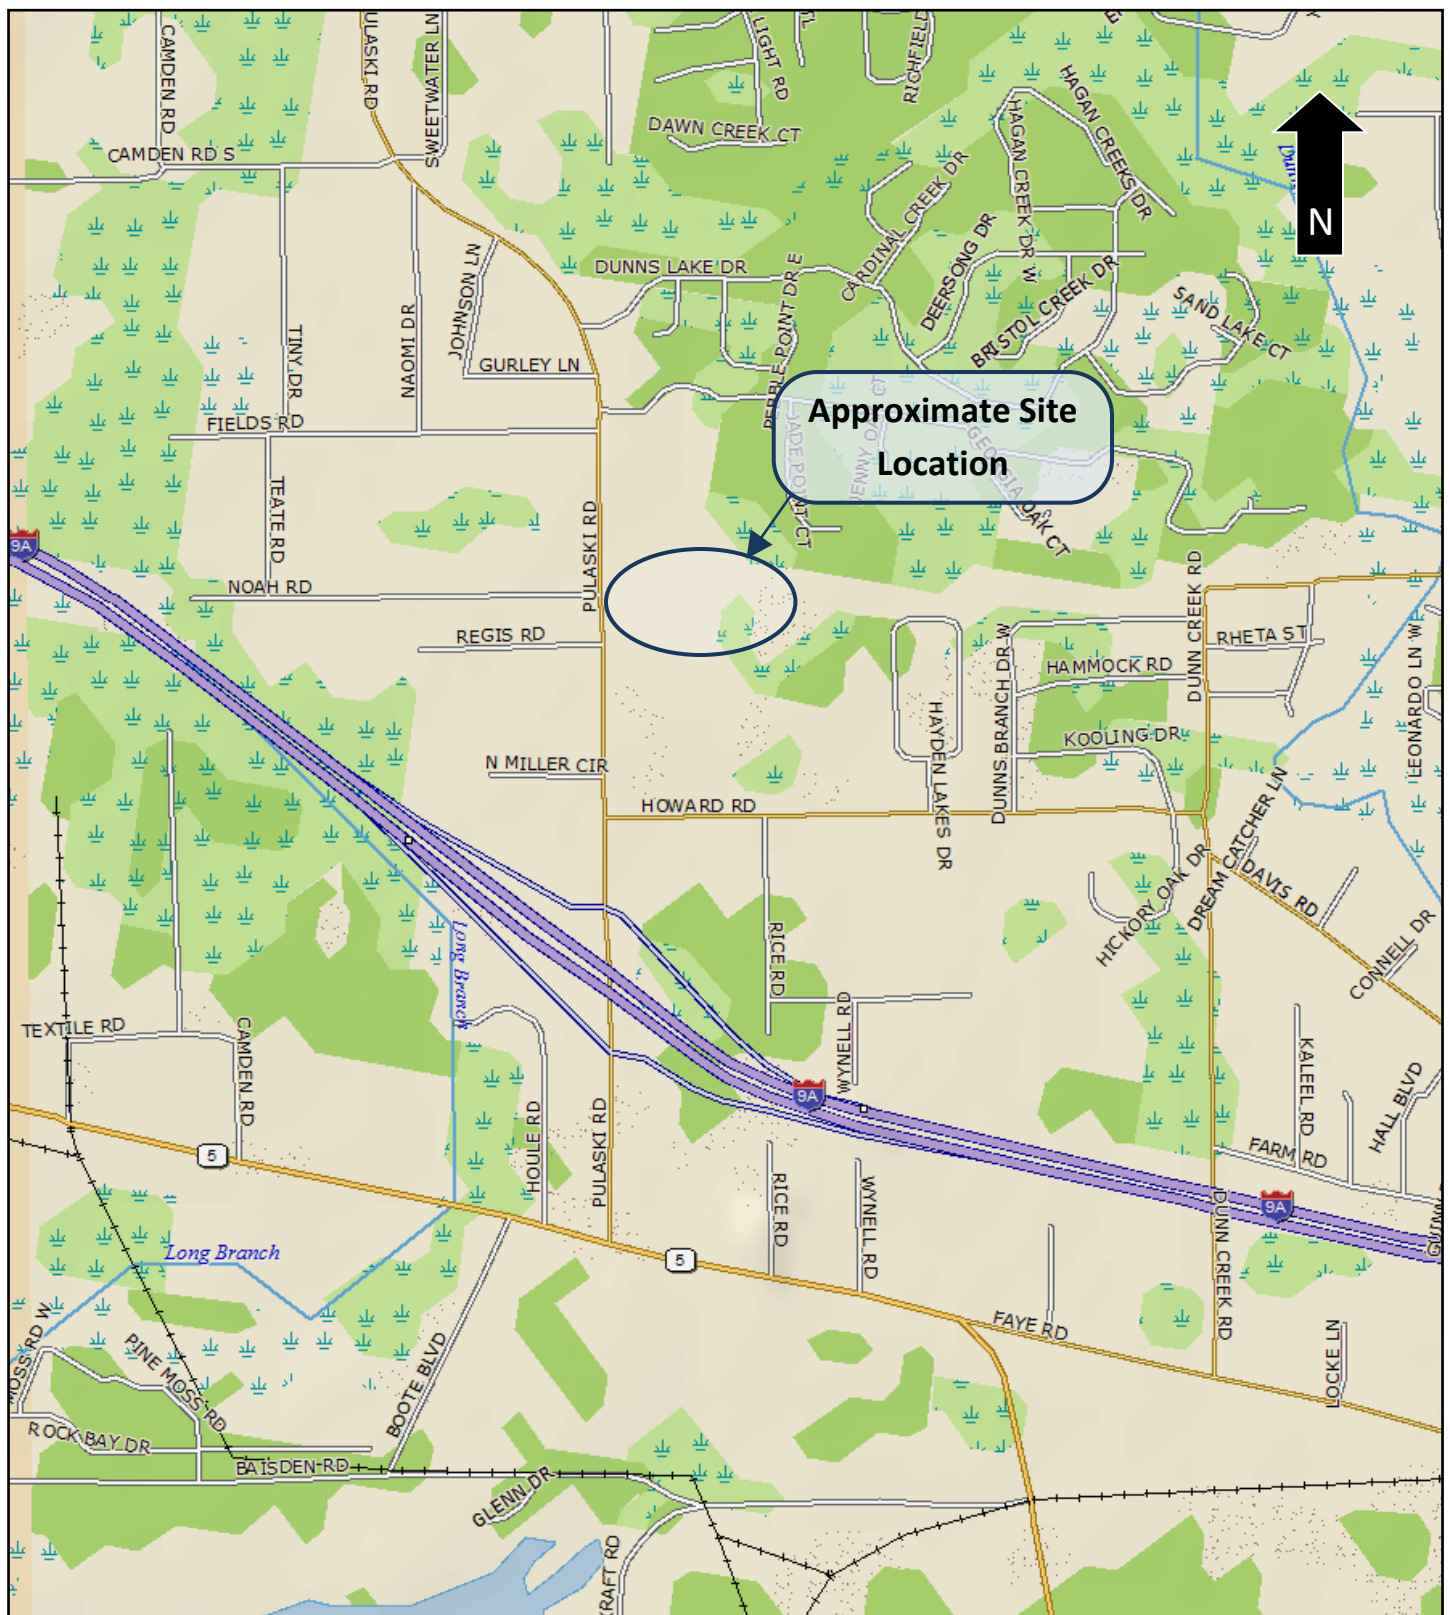 CAMDEN RD
ULASKI RD
SWEETWATER LN
LIGHT RD
RICHFIELD
HAGAN CREEKS DR
DAWN CREEK CT
HAGAN CREEK DR W
CAMDEN RD S
CARDINAL CREEK DR
N
DEERSONG DR
JOHNSON LN
DUNNS LAKE DR
BRISTOL CREEK DR
SAND LAKE CT
TINY DR
NAOMI DR
PEBBLE POINT DR E
GURLEY LN
Approximate Site
Location
JADE POINT CT
GEORGIA OAK CT
FIELDS RD
TEATE RD
PULASKI RD
9A
NOAH RD
REGIS RD
DUNN CREEK RD
RHETA ST
HAMMOCK RD
DUNNS BRANCH DR W
LEONARDO LN W
HAYDEN LAKES DR
KOOLING DR
N MILLER CIR
HOWARD RD
DREAM CATCHER LN
HICKORY OAK DR
DAVIS RD
CONNELL DR
Long Branch
RICE RD
WYNELL RD
TEXTILE RD
CAMDEN RD
HOULE RD
PULASKI RD
9A
KALEEL RD
HALL BLVD
FARM RD
5
RICE RD
WYNELL RD
9A
DUNN CREEK RD
Long Branch
5
FAYE RD
LOCKE LN
MOSS RD W
PINE MOSS RD
BOOTE BLVD
ROCK BAY DR
BAISDEN RD
GLENN DR
KRAFT RD